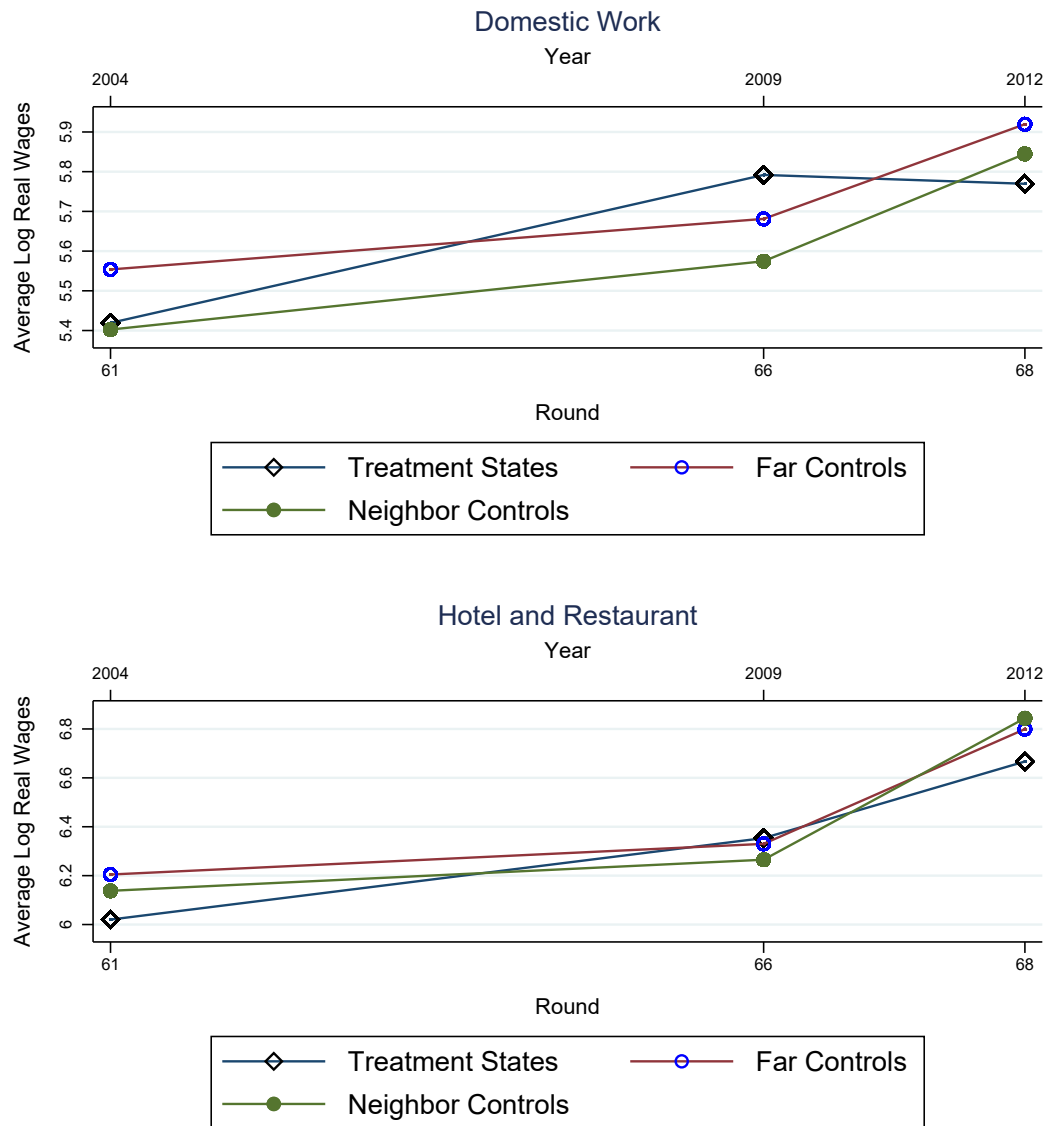 Domestic Work
Year
2004 2009 2012
Average Log Real Wages
5.9
5.8
5.7
5.6
5.5
5.4
61 66 68
Round
Treatment States Far Controls
Neighbor Controls
Hotel and Restaurant
Year
2004 2009 2012
Average Log Real Wages
6.8
6.6
6.4
6.2
6
61 66 68
Round
Treatment States Far Controls
Neighbor Controls